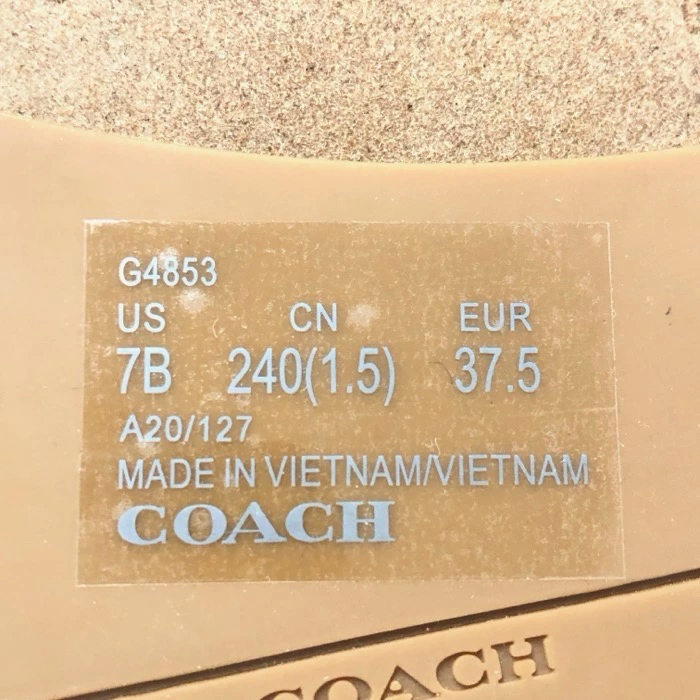 G4853
US CN EUR
7B 240(1.5) 37.5
A20/127
MADE IN VIETNAM/VIETNAM
COACH
COACH